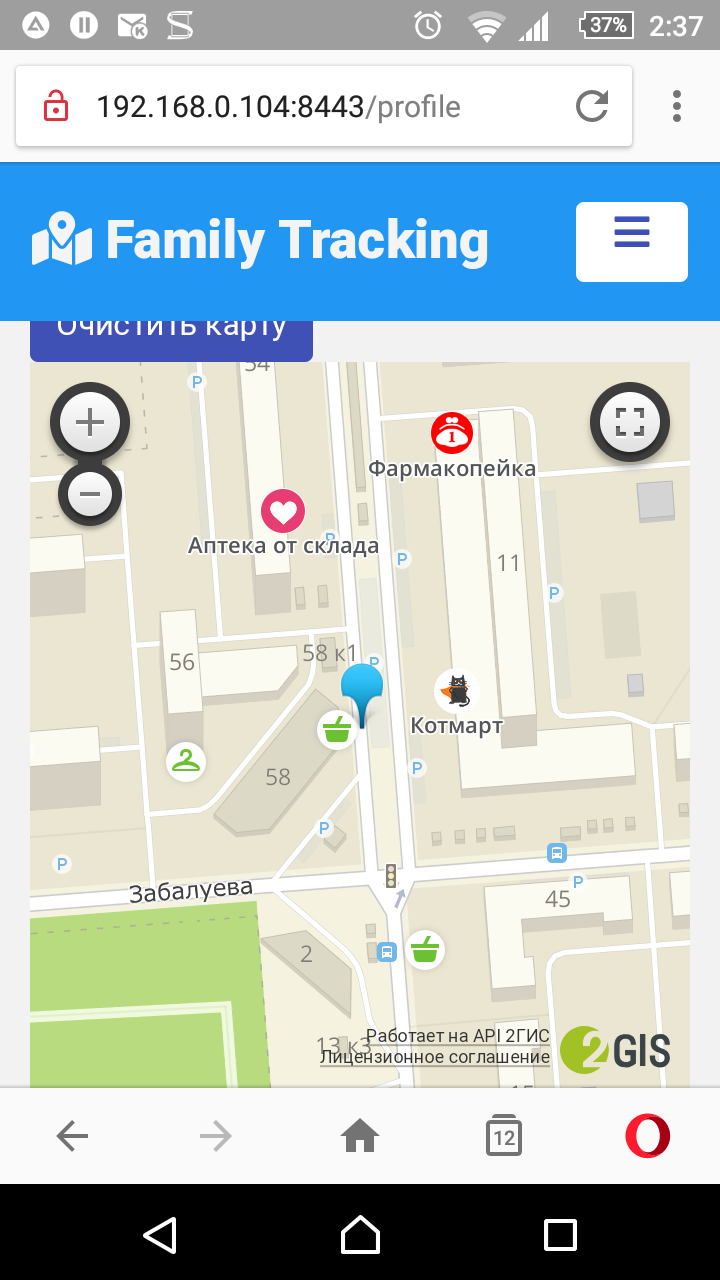 37%
2:37
192.168.0.104:8443/profile
Family Tracking
Очистить карту
54
P
1
Фармакопейка
Аптека от склада
P
P
11
P
58 к1
P
56
Котмарт
58
P
P
P
Забалуева
P
45
2
13 к3
Работает на API 2ГИС
Лицензионное соглашение
2GIS
12